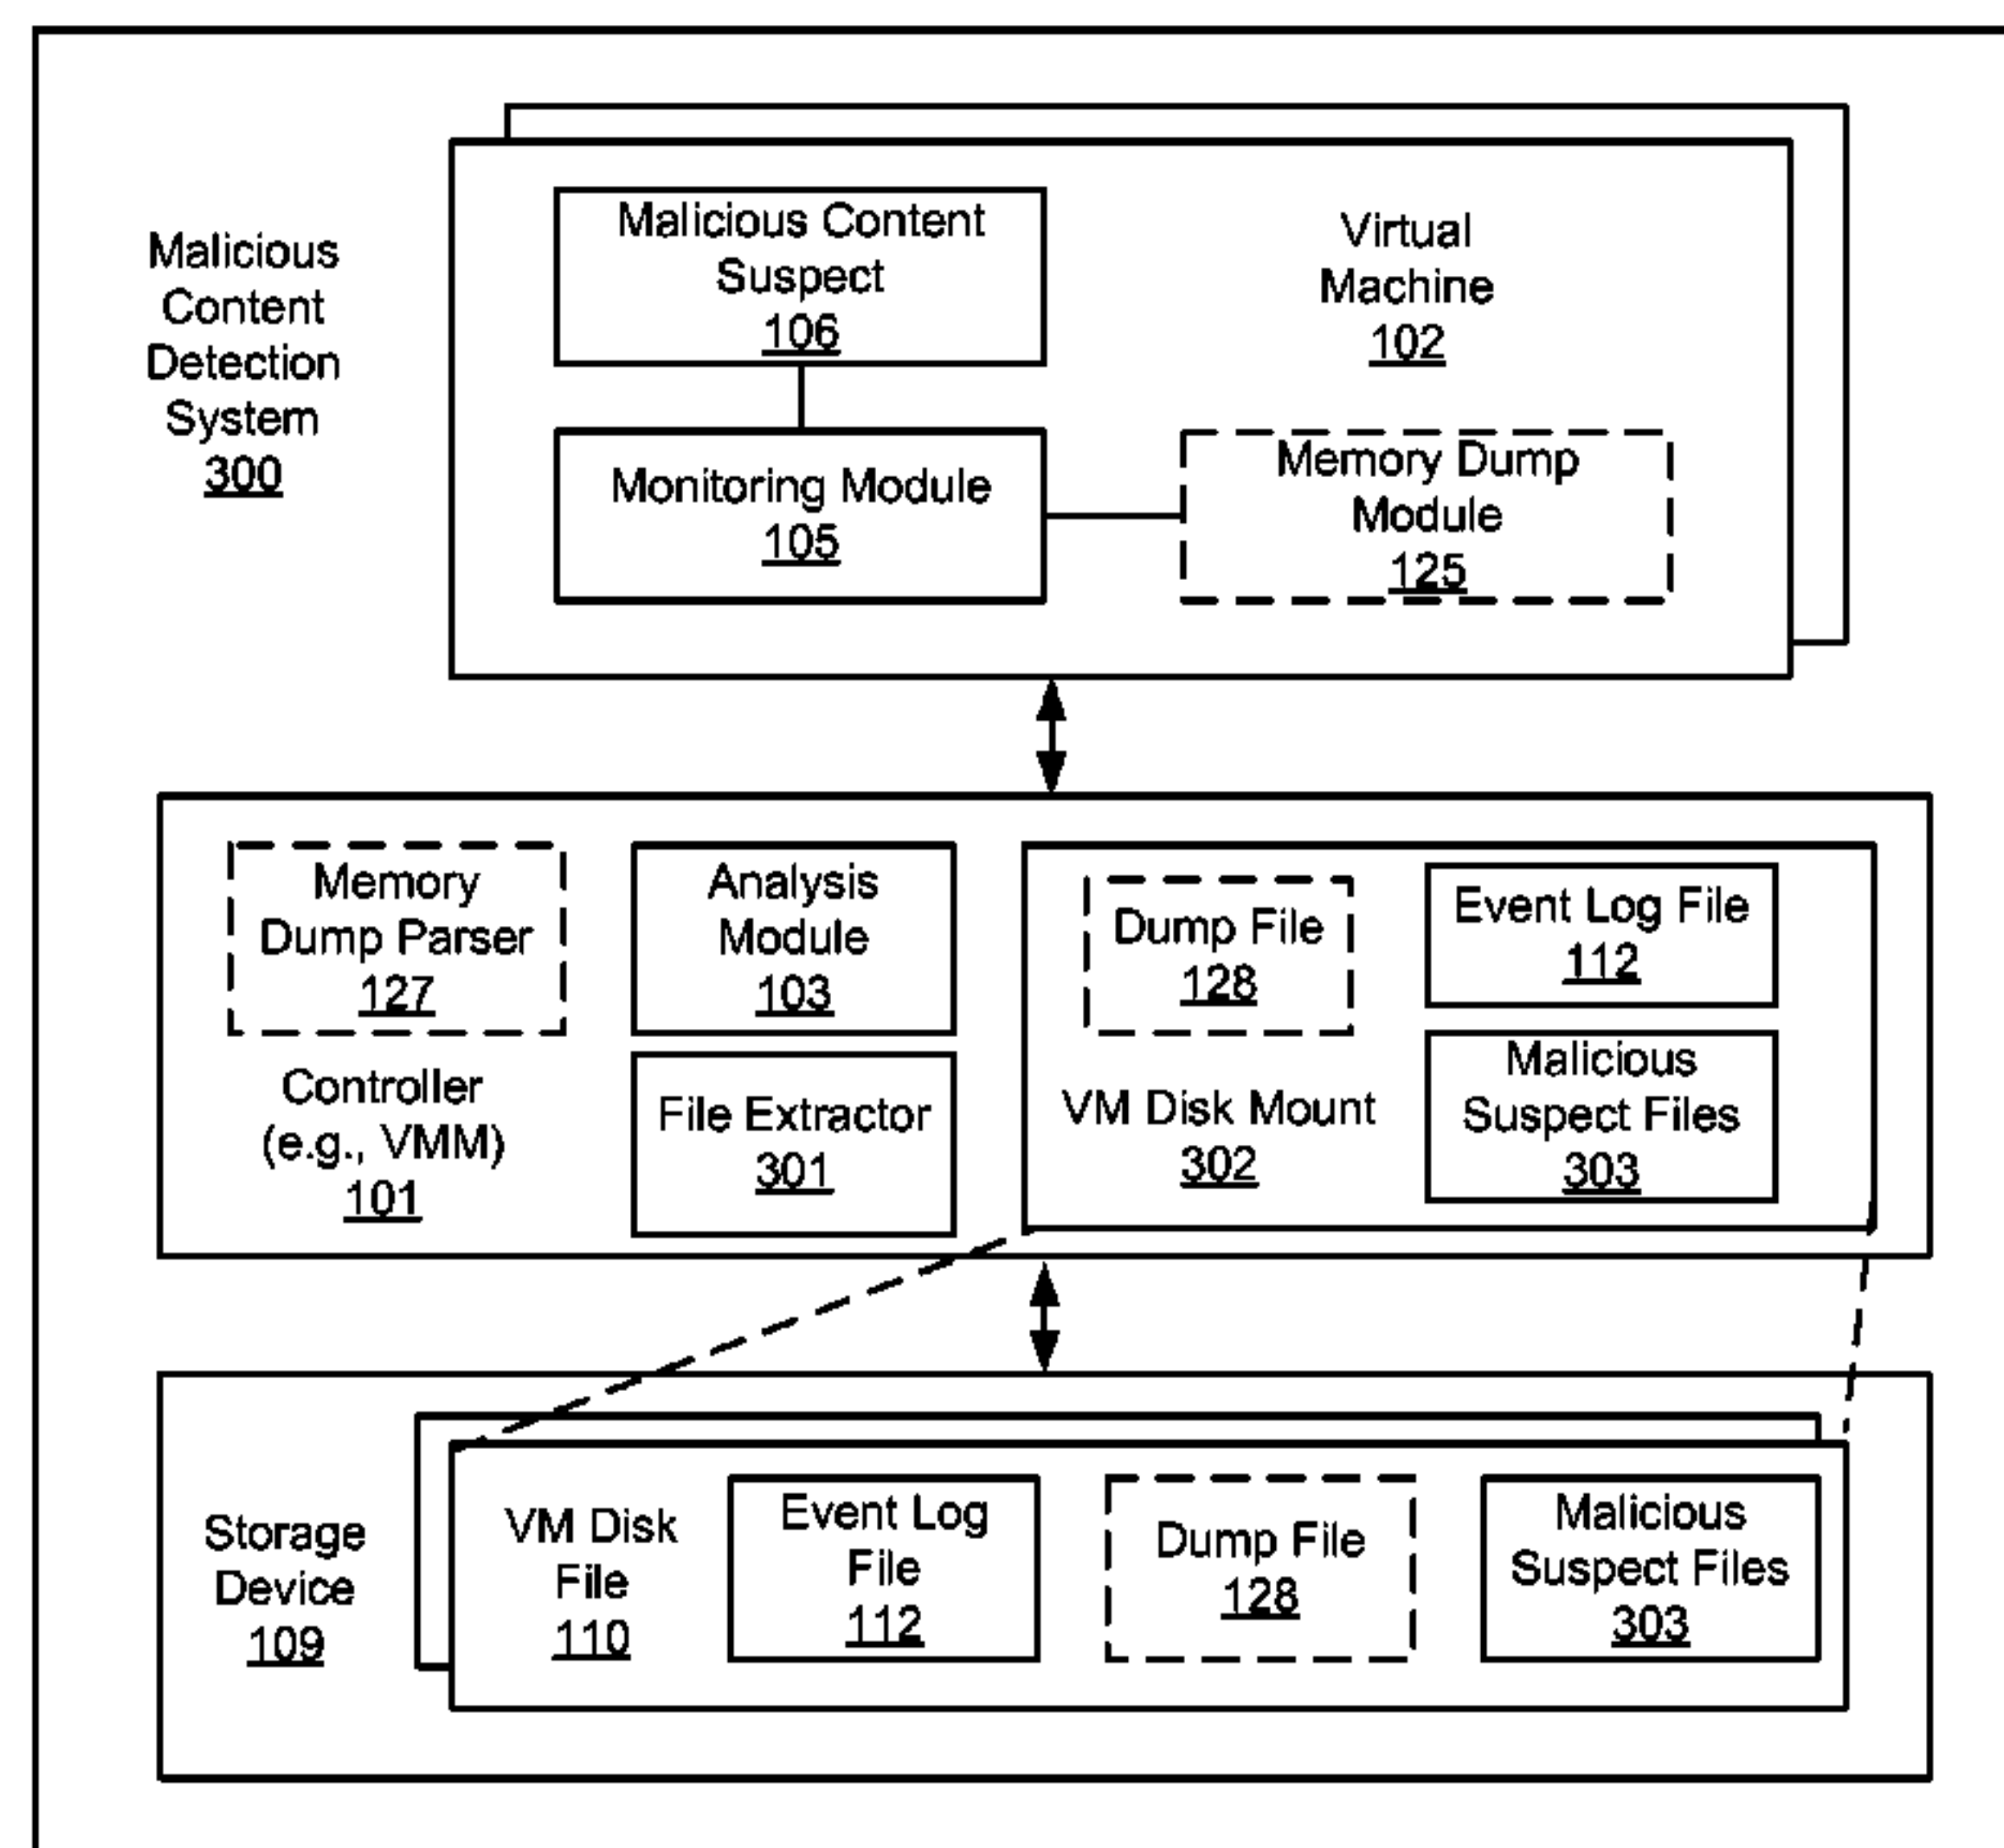 Malicious
Content
Detection
System
300
Malicious Content
Suspect
106
Virtual
Machine
102
Monitoring Module
105
Memory Dump
Module
125
Memory
Dump Parser
127
Analysis
Module
103
Dump File
128
Event Log File
112
Controller
(e.g., VMM)
101
File Extractor
301
VM Disk Mount
302
Malicious
Suspect Files
303
Storage
Device
109
VM Disk
File
110
Event Log
File
112
Dump File
128
Malicious
Suspect Files
303